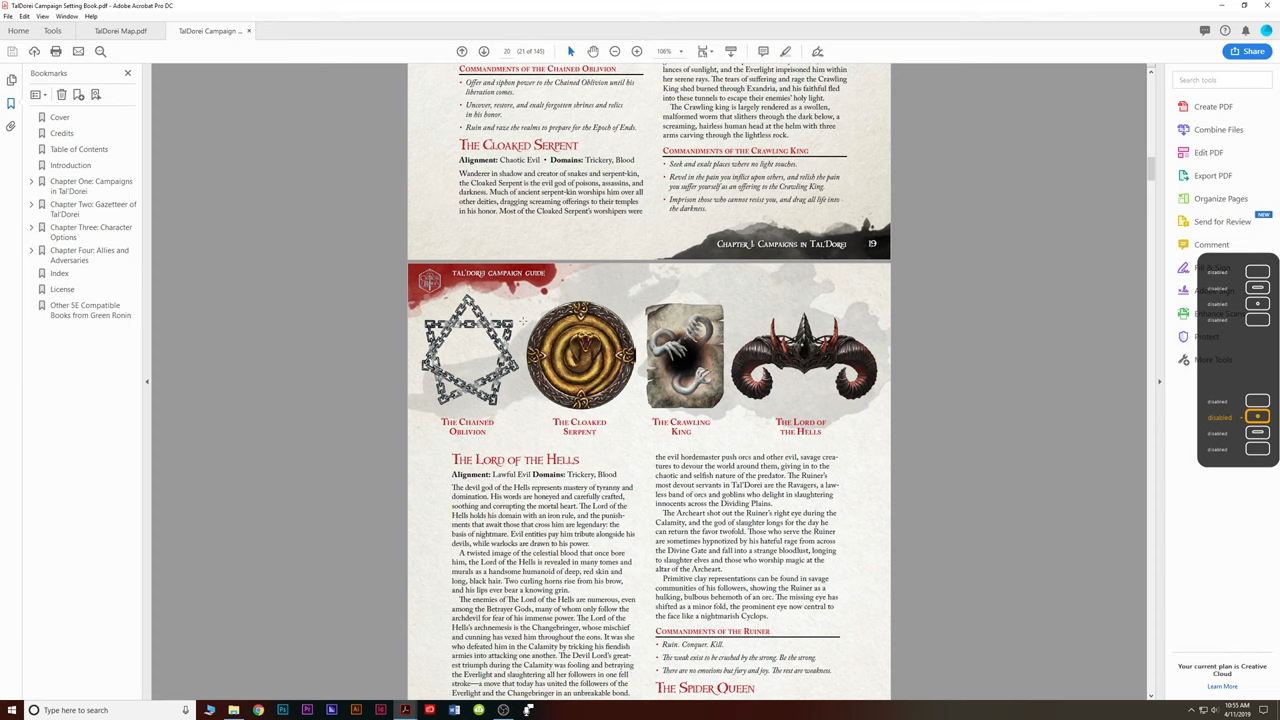 TalDorei Campaign Setting Book.pdf - Adobe Acrobat Pro DC
File Edit View Window Help
Home Tools TalDorei Map.pdf TalDorei Campaign ... ×
20 (21 of 145) 106% Share
Bookmarks
Cover
Credits
Table of Contents
Introduction
Chapter One: Campaigns
in Tal'Dorei
Chapter Two: Gazetteer of
Tal'Dorei
Chapter Three: Character
Options
Chapter Four: Allies and
Adversaries
Index
License
Other 5E Compatible
Books from Green Ronin
Commandments of the Chained Oblivion
• Offer and siphon power to the Chained Oblivion until his
liberation comes.
• Uncover, restore, and exalt forgotten shrines and relics
in his honor.
• Ruin and raze the realms to prepare for the Epoch of Ends.
The Cloaked Serpent
Alignment: Chaotic Evil • Domains: Trickery, Blood
Wanderer in shadow and creator of snakes and serpent-kin,
the Cloaked Serpent is the evil god of poisons, assassins, and
darkness. Much of ancient serpent-kin worships him over all
other deities, dragging screaming offerings to their temples
in his honor. Most of the Cloaked Serpent's worshipers were
lances of sunlight, and the Everlight imprisoned him within
her serene rays. The tears of suffering and rage the Crawling
King shed burned through Exandria, and his faithful fled
into these tunnels to escape their enemies' holy light.
The Crawling king is largely rendered as a swollen,
malformed worm that slithers through the dark below, a
screaming, hairless human head at the helm with three
arms carving through the lightless rock.
Commandments of the Crawling King
• Seek and exalt places where no light touches.
• Revel in the pain you inflict upon others, and relish the pain
you suffer yourself as an offering to the Crawling King.
• Imprison those who cannot resist you, and drag all life into
the darkness.
Chapter 1: Campaigns in Tal'Dorei 19
Tal'Dorei Campaign Guide
The Chained
Oblivion
The Cloaked
Serpent
The Crawling
King
The Lord of
the Hells
The Lord of the Hells
Alignment: Lawful Evil Domains: Trickery, Blood
The devil god of the Hells represents mastery of tyranny and
domination. His words are honeyed and carefully crafted,
soothing and corrupting the mortal heart. The Lord of the
Hells holds his domain with an iron rule, and the punish-
ments that await those that cross him are legendary: the
basis of nightmare. Evil entities pay him tribute alongside his
devils, while warlocks are drawn to his power.
A twisted image of the celestial blood that once bore
him, the Lord of the Hells is revealed in many tomes and
murals as a handsome humanoid of deep, red skin and
long, black hair. Two curling horns rise from his brow,
and his lips ever bear a knowing grin.
The enemies of The Lord of the Hells are numerous, even
among the Betrayer Gods, many of whom only follow the
archdevil for fear of his immense power. The Lord of the
Hells's archnemesis is the Changebringer, whose mischief
and cunning has vexed him throughout the eons. It was she
who defeated him in the Calamity by tricking his fiendish
armies into attacking one another. The Devil Lord's great-
est triumph during the Calamity was fooling and betraying
the Everlight and slaughtering all her followers in one fell
stroke—a move that today has united the followers of the
Everlight and the Changebringer in an unbreakable bond.
the evil hordemaster push orcs and other evil, savage crea-
tures to devour the world around them, giving in to the
chaotic and selfish nature of the predator. The Ruiner's
most devout servants in Tal'Dorei are the Ravagers, a law-
less band of orcs and goblins who delight in slaughtering
innocents across the Dividing Plains.
The Archeart shot out the Ruiner's right eye during the
Calamity, and the god of slaughter longs for the day he
can return the favor twofold. Those who serve the Ruiner
are sometimes hypnotized by his hateful rage from across
the Divine Gate and fall into a strange bloodlust, longing
to slaughter elves and those who worship magic at the
altar of the Archeart.
Primitive clay representations can be found in savage
communities of his followers, showing the Ruiner as a
hulking, bulbous behemoth of an orc. The missing eye has
shifted as a minor fold, the prominent eye now central to
the face like a nightmarish Cyclops.
Commandments of the Ruiner
• Ruin. Conquer. Kill.
• The weak exist to be crushed by the strong. Be the strong.
• There are no emotions but fury and joy. The rest are weakness.
The Spider Queen
Search tools
Create PDF
Combine Files
Edit PDF
Export PDF
Organize Pages
Send for Review
NEW
Comment
Protect
More Tools
disabled
disabled
disabled
disabled
disabled
disabled
disabled
disabled
Your current plan is Creative
Cloud
Learn More
Type here to search
10:55 AM
4/11/2019